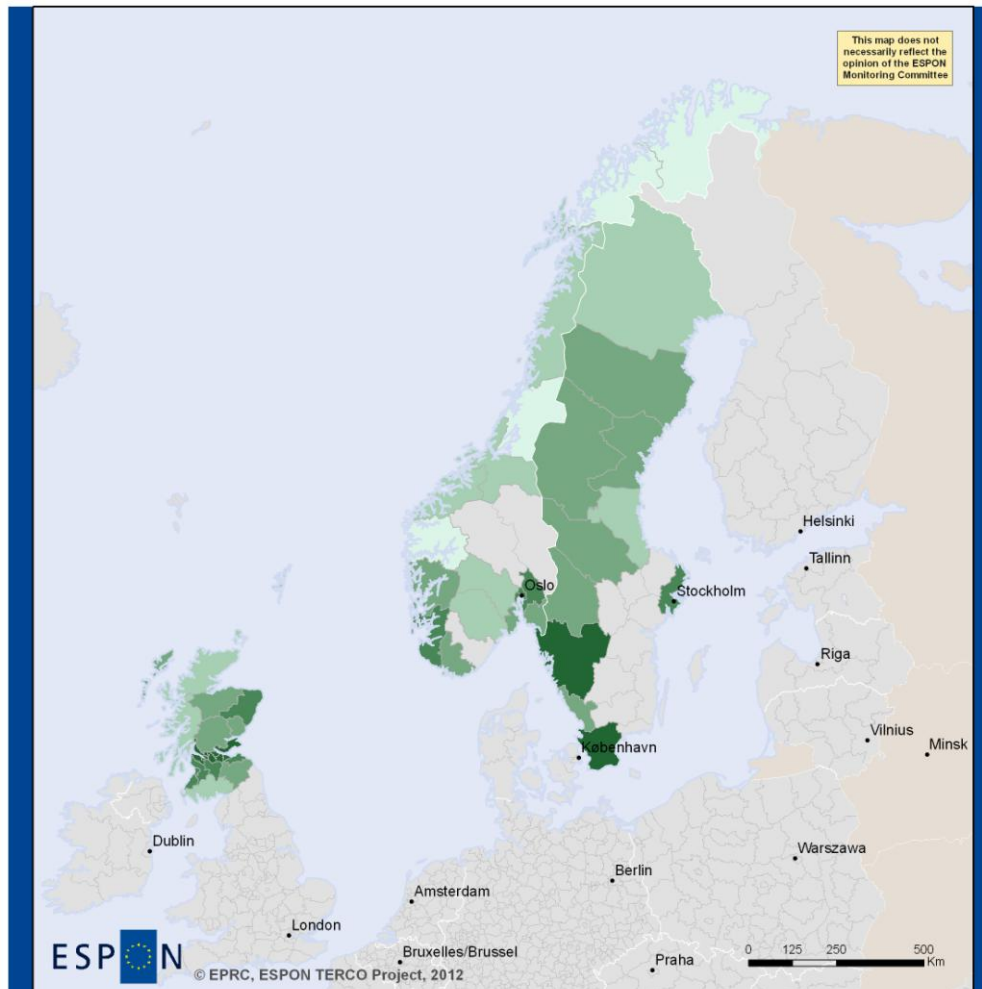 This map does not
necessarily reflect the
opinion of the ESPON
Monitoring Committee
Helsinki
Tallinn
Oslo
Stockholm
Riga
København
Vilnius
Minsk
Dublin
Warszawa
Berlin
Amsterdam
London
Bruxelles/Brussel
Praha
ESPON
© EPRC, ESPON TERCO Project, 2012
0 125 250 500
Km